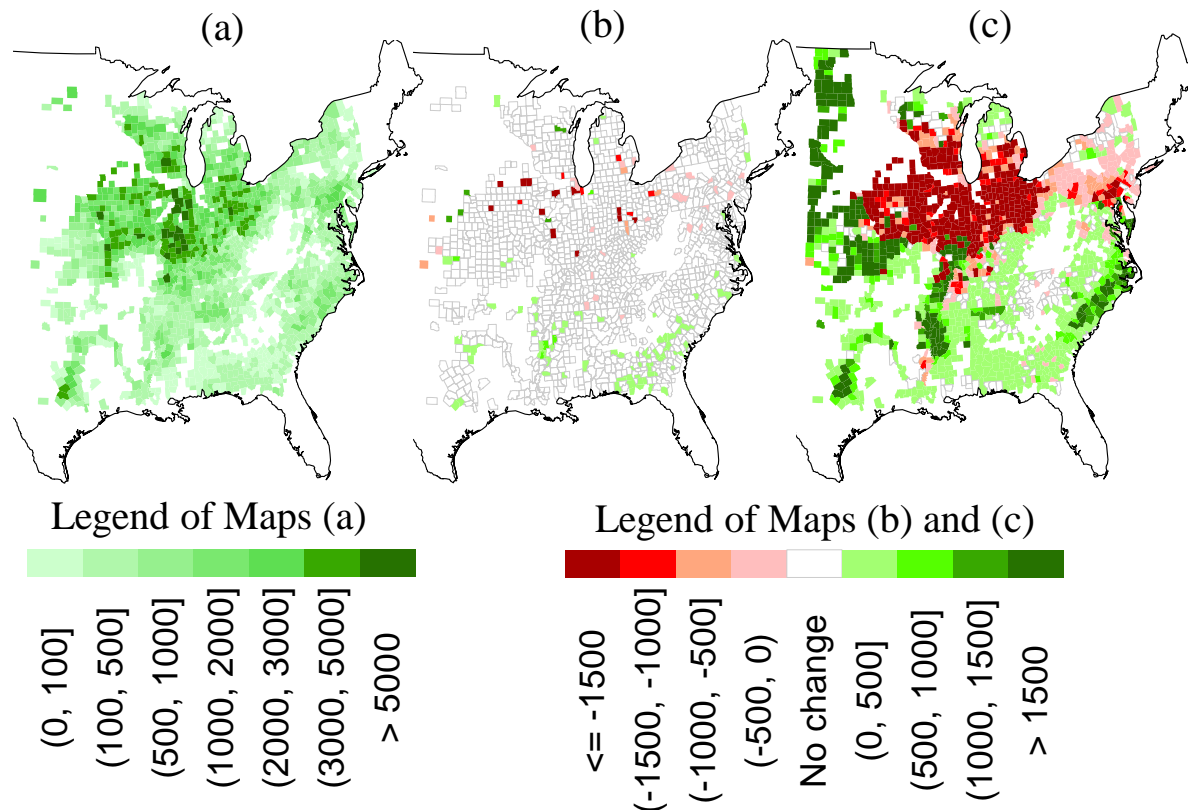 (a)
(b)
(c)
Legend of Maps (a)
(0, 100]
(100, 500]
(500, 1000]
(1000, 2000]
(2000, 3000]
(3000, 5000]
> 5000
Legend of Maps (b) and (c)
<= -1500
(-1500, -1000]
(-1000, -500]
(-500, 0)
No change
(0, 500]
(500, 1000]
(1000, 1500]
> 1500